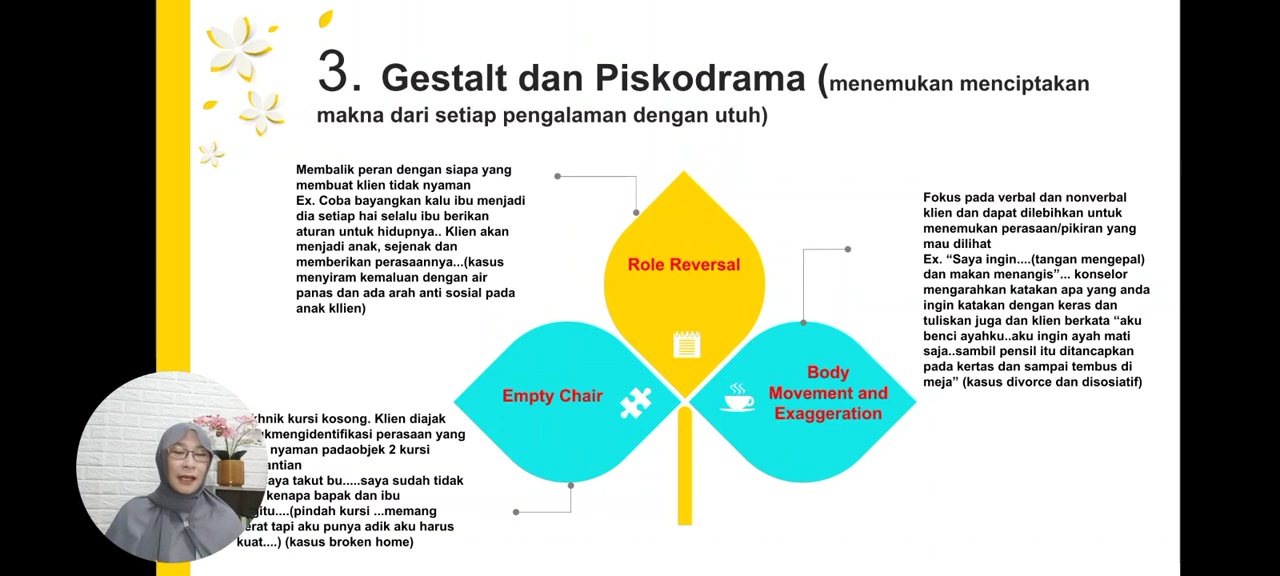 3. Gestalt dan Piskodrama (menemukan menciptakan
makna dari setiap pengalaman dengan utuh)
Membalik peran dengan siapa yang
membuat klien tidak nyaman
Ex. Coba bayangkan kalu ibu menjadi
dia setiap hai selalu ibu berikan
aturan untuk hidupnya.. Klien akan
menjadi anak, sejenak dan
memberikan perasaannya...(kasus
menyiram kemaluan dengan air
panas dan ada arah anti sosial pada
anak kllien)
Role Reversal
Fokus pada verbal dan nonverbal
klien dan dapat dilebihkan untuk
menemukan perasaan/pikiran yang
mau dilihat
Ex. “Saya ingin....(tangan mengepal)
dan makan menangis”... konselor
mengarahkan katakan apa yang anda
ingin katakan dengan keras dan
tuliskan juga dan klien berkata “aku
benci ayahku..aku ingin ayah mati
saja..sambil pensil itu ditancapkan
pada kertas dan sampai tembus di
meja” (kasus divorce dan disosiatif)
Empty Chair
Body
Movement and
Exaggeration
kursi kosong. Klien diajak
perasaan yang
nyaman padaobjek 2 kursi
bu.....saya sudah tidak
kenapa bapak dan ibu
(pindah kursi ...memang
tapi aku punya adik aku harus
kuat....) (kasus broken home)